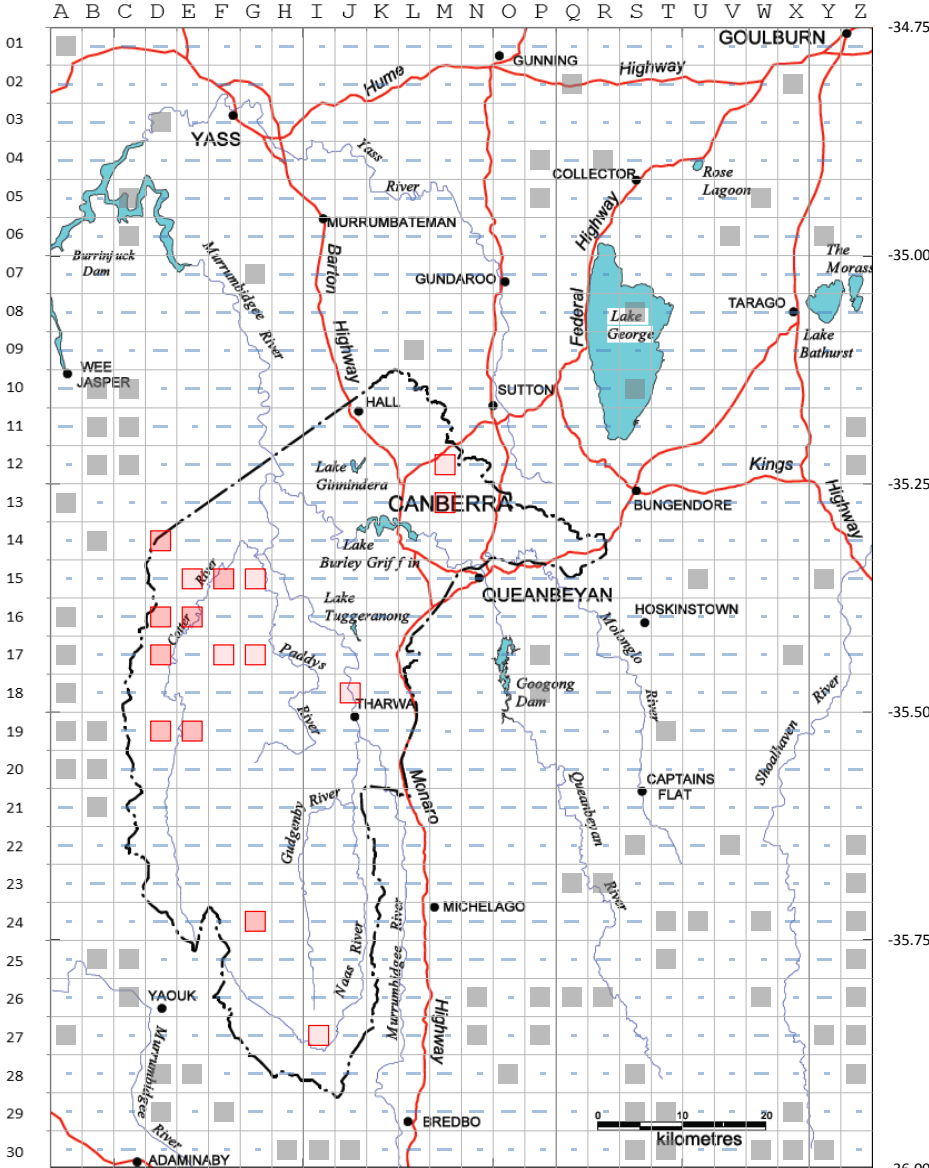 A B C D E F G H I J K L M N O P Q R S T U V W X Y Z
-34.75
01
GOULBURN
GUNNING
Hume
Highway
02
03
YASS
Yass
River
04
COLLECTOR
Rose
Lagoon
05
MURRUMBATEMAN
Highway
06
-35.00
Burrinjuck
Dam
Murrumbidgee
River
Barton
Highway
The
Morass
07
GUNDAROO
Federal
08
TARAGO
Lake
George
Lake
Bathurst
09
WEE
JASPER
10
SUTTON
HALL
11
12
Lake
Ginnindera
Kings
Highway
-35.25
13
CANBERRA
BUNGENDORE
14
Lake
Burley Griffin
15
River
Cotter
QUEANBEYAN
Lake
Tuggeranong
HOSKINSTOWN
16
Molonglo
River
17
Paddys
River
18
Googong
Dam
THARWA
River
Shoalhaven
-35.50
19
20
Monaro
Highway
Queanbeyan
River
CAPTAINS
FLAT
21
Gudgenby
River
22
23
MICHELAGO
24
-35.75
25
Naas
River
Murrumbidgee
River
26
YAOUK
27
Murrumbidgee
River
28
29
BREDBO
0 10 20
kilometres
30
ADAMINABY
-36.00